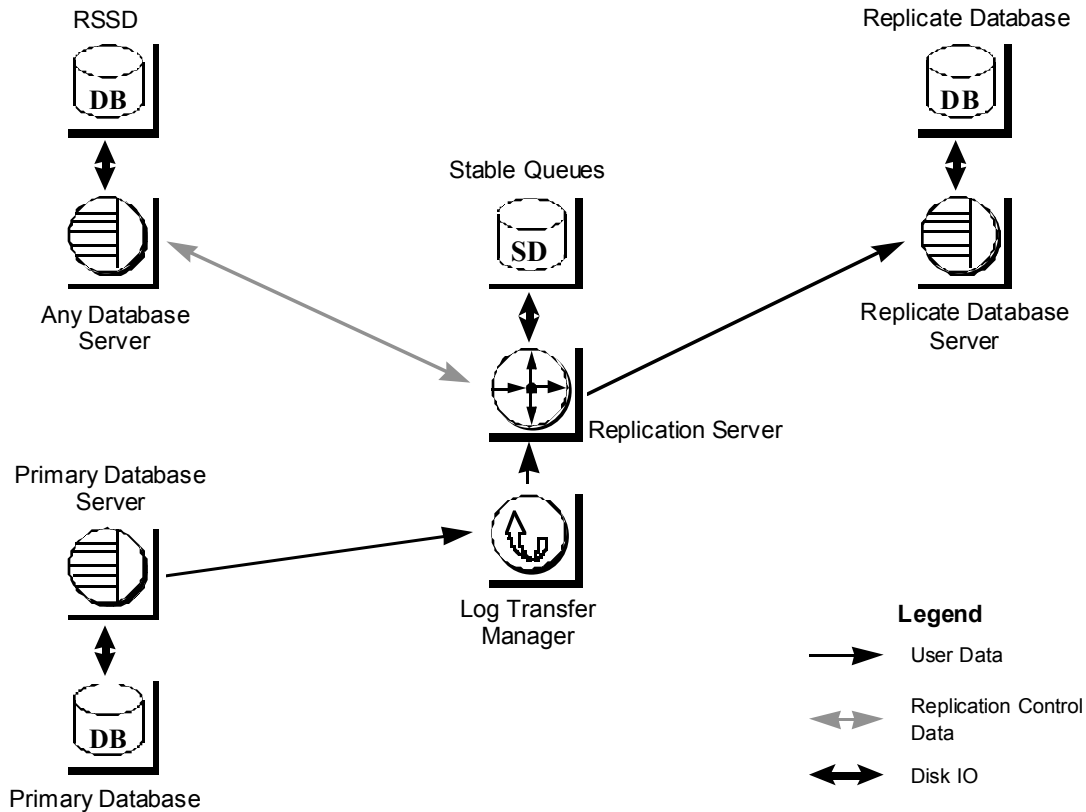 RSSD
DB
Any Database
Server
Replicate Database
DB
Replicate Database
Server
Stable Queues
SD
Replication Server
Primary Database
Server
DB
Primary Database
Log Transfer
Manager
Legend
User Data
Replication Control
Data
Disk IO